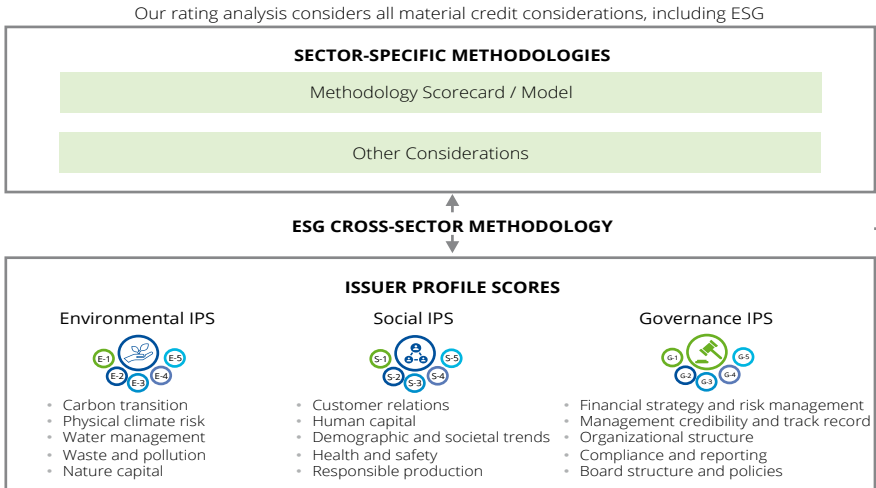 Our rating analysis considers all material credit considerations, including ESG
SECTOR-SPECIFIC METHODOLOGIES
Methodology Scorecard / Model
Other Considerations
ESG CROSS-SECTOR METHODOLOGY
ISSUER PROFILE SCORES
Environmental IPS
E-1
E-2
E-3
E-4
E-5
• Carbon transition
• Physical climate risk
• Water management
• Waste and pollution
• Nature capital
Social IPS
S-1
S-2
S-3
S-4
S-5
• Customer relations
• Human capital
• Demographic and societal trends
• Health and safety
• Responsible production
Governance IPS
G-1
G-2
G-3
G-4
G-5
• Financial strategy and risk management
• Management credibility and track record
• Organizational structure
• Compliance and reporting
• Board structure and policies